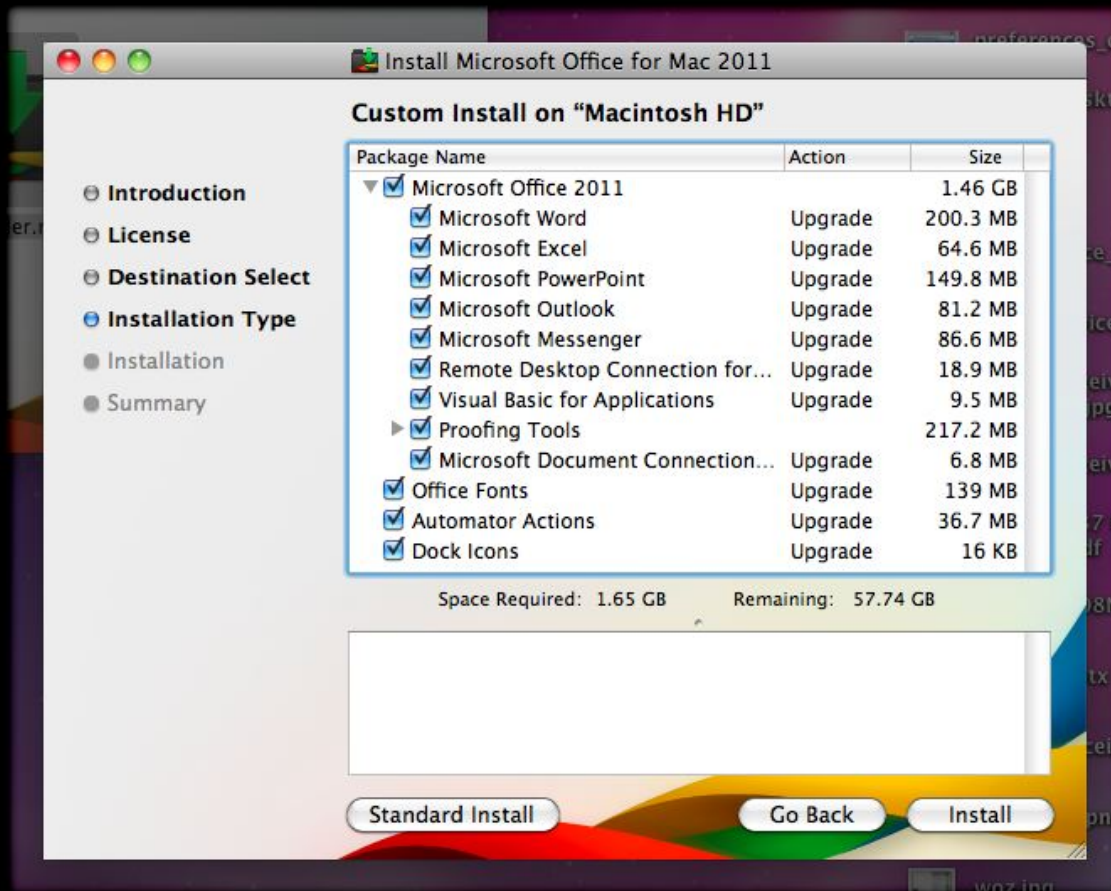 Install Microsoft Office for Mac 2011
Custom Install on “Macintosh HD”
Introduction
License
Destination Select
Installation Type
Installation
Summary
Package Name Action Size
Microsoft Office 2011 1.46 GB
Microsoft Word Upgrade 200.3 MB
Microsoft Excel Upgrade 64.6 MB
Microsoft PowerPoint Upgrade 149.8 MB
Microsoft Outlook Upgrade 81.2 MB
Microsoft Messenger Upgrade 86.6 MB
Remote Desktop Connection for... Upgrade 18.9 MB
Visual Basic for Applications Upgrade 9.5 MB
Proofing Tools 217.2 MB
Microsoft Document Connection... Upgrade 6.8 MB
Office Fonts Upgrade 139 MB
Automator Actions Upgrade 36.7 MB
Dock Icons Upgrade 16 KB
Space Required: 1.65 GB Remaining: 57.74 GB
Standard Install Go Back Install
woz.jpg